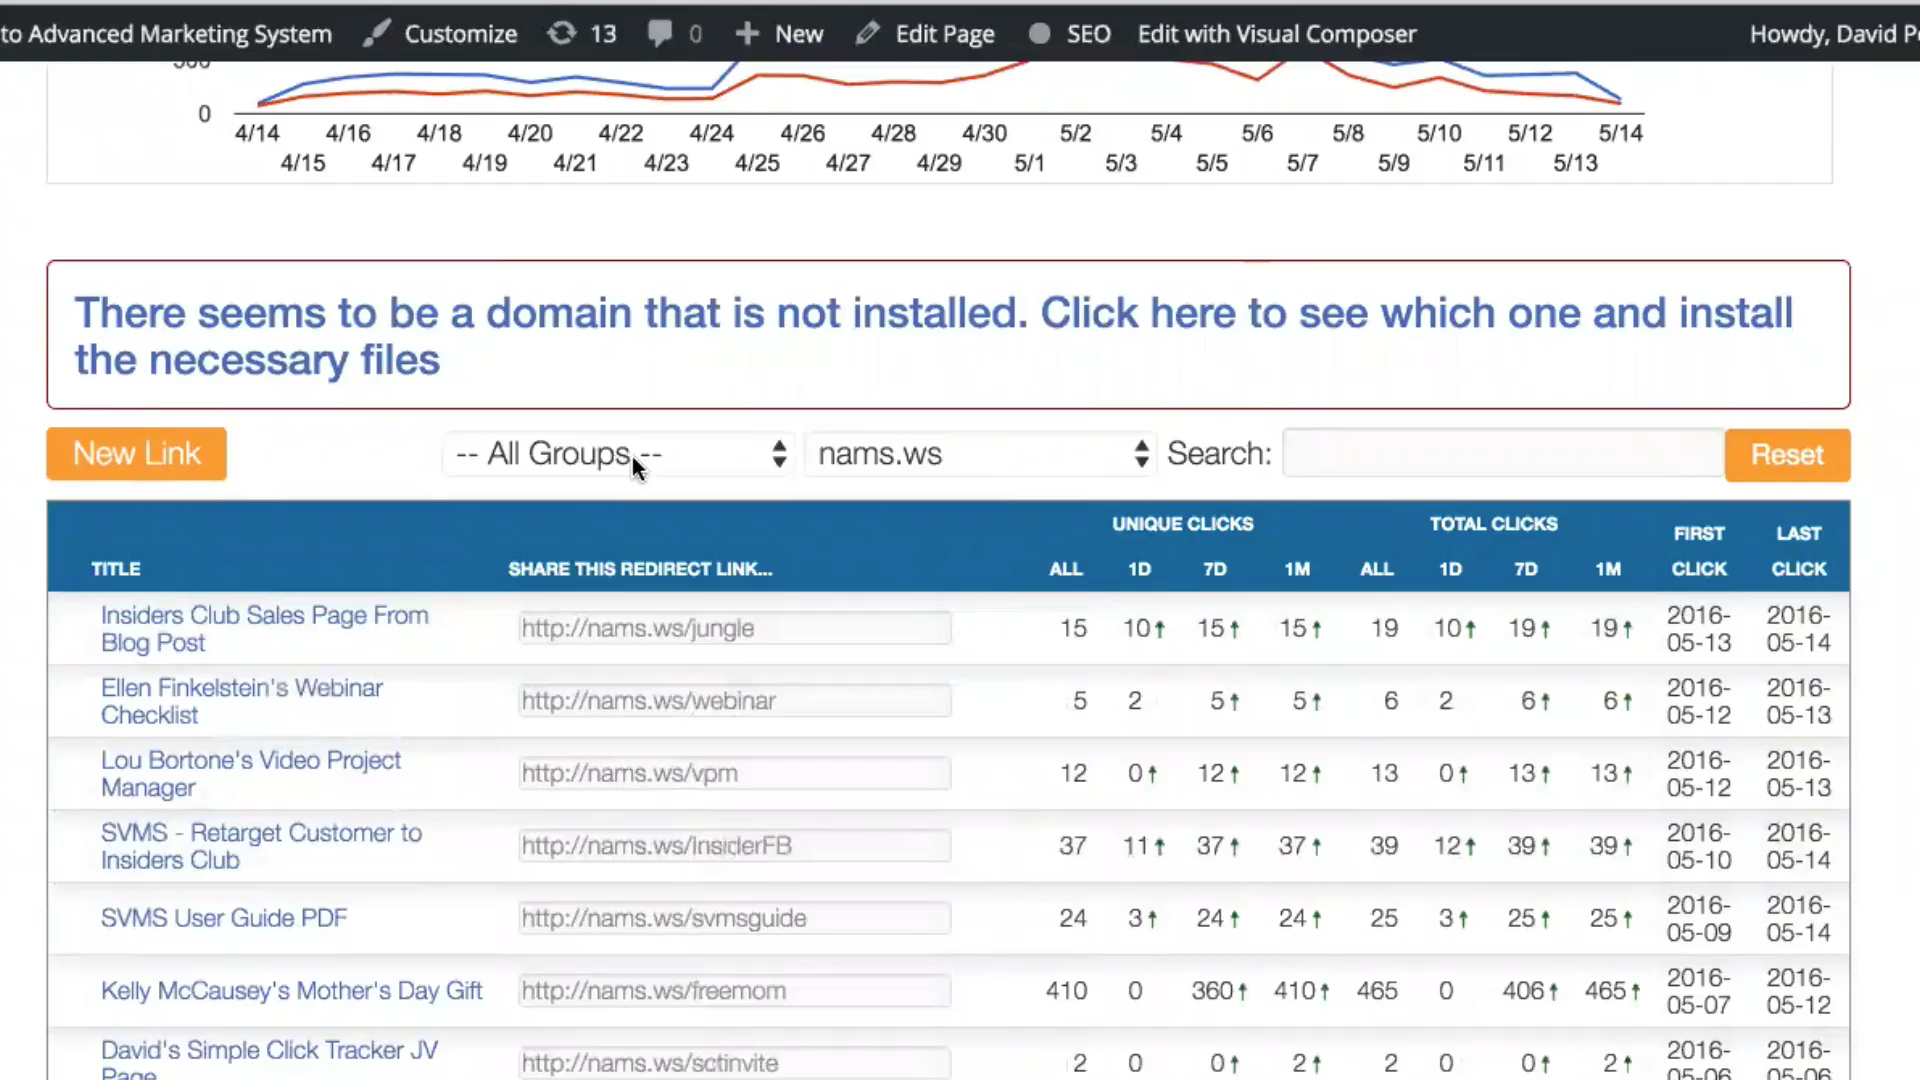 to Advanced Marketing System Customize 13 0 + New Edit Page SEO Edit with Visual Composer Howdy, David
0
4/14 4/16 4/18 4/20 4/22 4/24 4/26 4/28 4/30 5/2 5/4 5/6 5/8 5/10 5/12 5/14
4/15 4/17 4/19 4/21 4/23 4/25 4/27 4/29 5/1 5/3 5/5 5/7 5/9 5/11 5/13
There seems to be a domain that is not installed. Click here to see which one and install
the necessary files
New Link -- All Groups -- nams.ws Search: Reset
UNIQUE CLICKS TOTAL CLICKS FIRST LAST
TITLE SHARE THIS REDIRECT LINK... ALL 1D 7D 1M ALL 1D 7D 1M CLICK CLICK
Insiders Club Sales Page From 2016- 2016-
http://nams.ws/jungle 15 10↑ 15↑ 15↑ 19 10↑ 19↑ 19↑
Blog Post 05-13 05-14
Ellen Finkelstein's Webinar 2016- 2016-
http://nams.ws/webinar 5 2 5↑ 5↑ 6 2 6↑ 6↑
Checklist 05-12 05-13
Lou Bortone's Video Project 2016- 2016-
http://nams.ws/vpm 12 0↑ 12↑ 12↑ 13 0↑ 13↑ 13↑
Manager 05-12 05-13
SVMS - Retarget Customer to 2016- 2016-
http://nams.ws/InsiderFB 37 11↑ 37↑ 37↑ 39 12↑ 39↑ 39↑
Insiders Club 05-10 05-14
2016- 2016-
SVMS User Guide PDF http://nams.ws/svmsguide 24 3↑ 24↑ 24↑ 25 3↑ 25↑ 25↑
05-09 05-14
2016- 2016-
Kelly McCausey's Mother's Day Gift http://nams.ws/freemom 410 0 360↑ 410↑ 465 0 406↑ 465↑
05-07 05-12
David's Simple Click Tracker JV 2016- 2016-
http://nams.ws/sctinvite 2 0 0↑ 2↑ 2 0 0↑ 2↑
Page 05-06 05-06